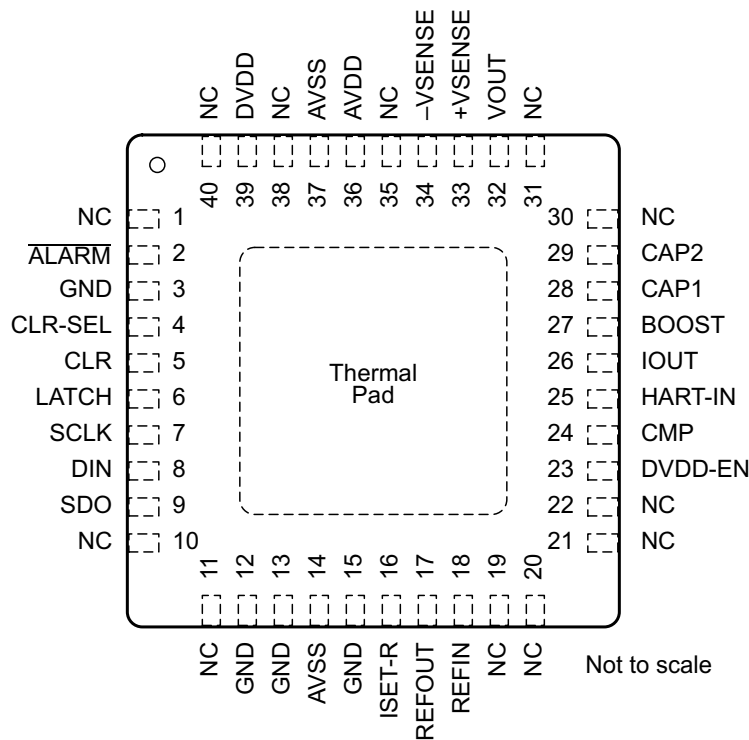 NC DVDD NC AVSS AVDD NC –VSENSE +VSENSE VOUT NC
40 39 38 37 36 35 34 33 32 31
NC 1 30 NC
ALARM 2 29 CAP2
GND 3 28 CAP1
CLR-SEL 4 27 BOOST
CLR 5 26 IOUT
LATCH 6 25 HART-IN
SCLK 7 24 CMP
DIN 8 23 DVDD-EN
SDO 9 22 NC
NC 10 21 NC
Thermal
Pad
11 12 13 14 15 16 17 18 19 20
NC GND GND AVSS GND ISET-R REFOUT REFIN NC NC
Not to scale